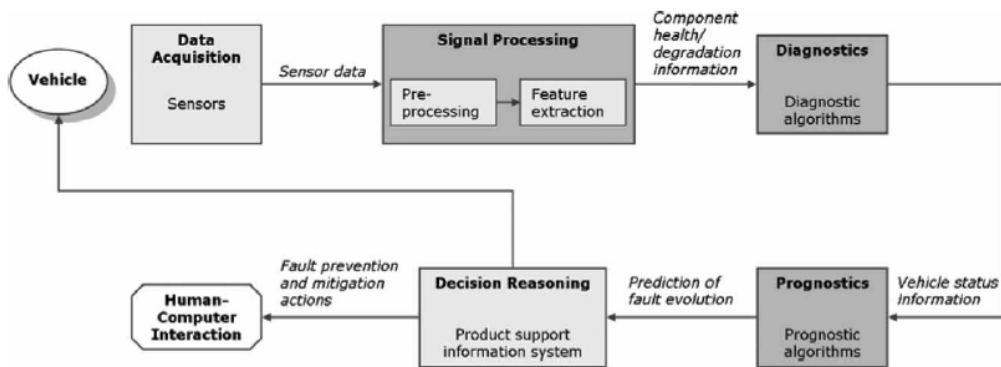 Vehicle
Data
Acquisition
Sensors
Sensor data
Signal Processing
Pre-
processing
Feature
extraction
Component
health/
degradation
information
Diagnostics
Diagnostic
algorithms
Vehicle status
information
Prognostics
Prognostic
algorithms
Prediction of
fault evolution
Decision Reasoning
Product support
information system
Fault prevention
and mitigation
actions
Human-
Computer
Interaction